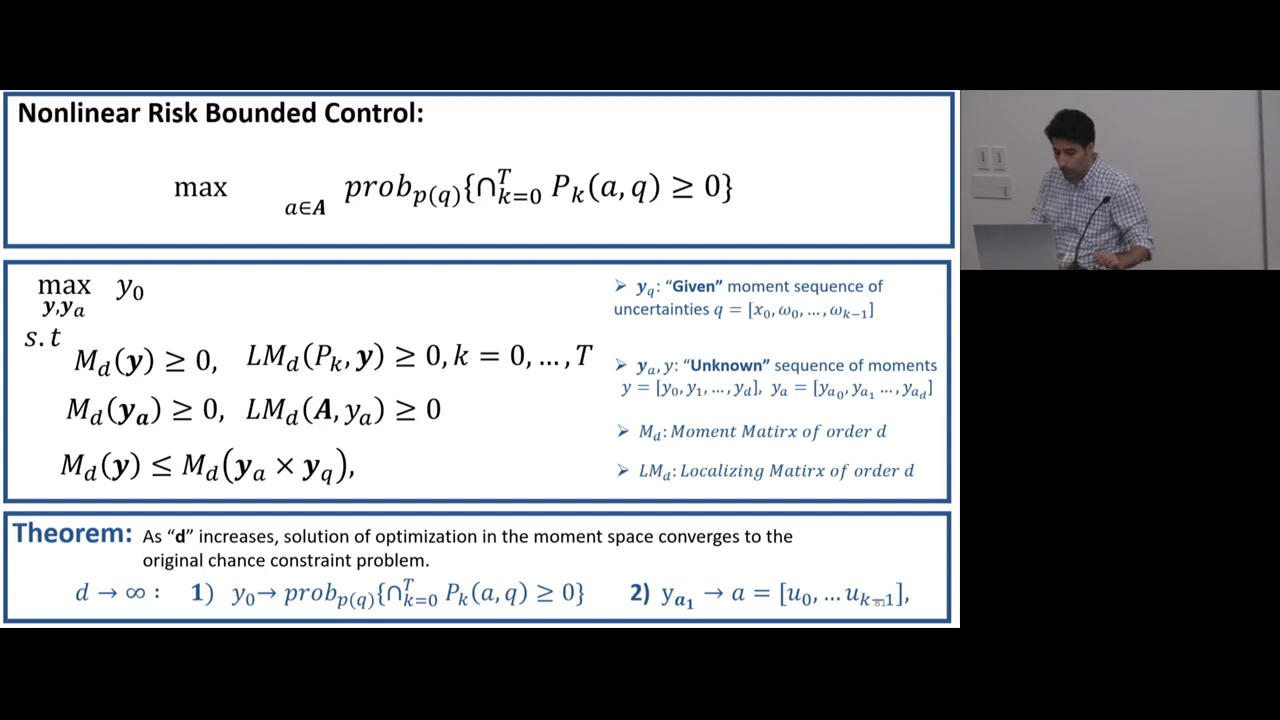 Nonlinear Risk Bounded Control:
max a∈A prob_{p(q)}{∩_{k=0}^{T} P_k(a, q) ≥ 0}
max y_0
y,y_a
s.t
M_d(y) ≥ 0, LM_d(P_k, y) ≥ 0, k = 0, … , T
M_d(y_a) ≥ 0, LM_d(A, y_a) ≥ 0
M_d(y) ≤ M_d(y_a × y_q),
➢ y_q: “Given” moment sequence of
uncertainties q = [x_0, ω_0, … , ω_{k−1}]
➢ y_a, y: “Unknown” sequence of moments
y = [y_0, y_1, … , y_d], y_a = [y_{a_0}, y_{a_1} … , y_{a_d}]
➢ M_d: Moment Matirx of order d
➢ LM_d: Localizing Matirx of order d
Theorem: As “d” increases, solution of optimization in the moment space converges to the
original chance constraint problem.
d → ∞ : 1) y_0 → prob_{p(q)}{∩_{k=0}^{T} P_k(a, q) ≥ 0} 2) y_{a_1} → a = [u_0, … u_{k−1}],